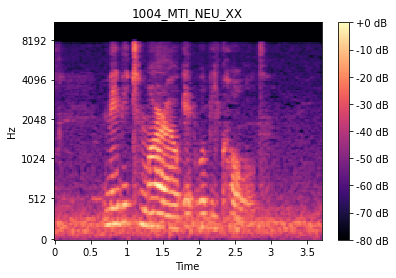 1004_MTI_NEU_XX
Hz
8192
4096
2048
1024
512
0
0 0.5 1 1.5 2 2.5 3 3.5
Time
+0 dB
-10 dB
-20 dB
-30 dB
-40 dB
-50 dB
-60 dB
-70 dB
-80 dB